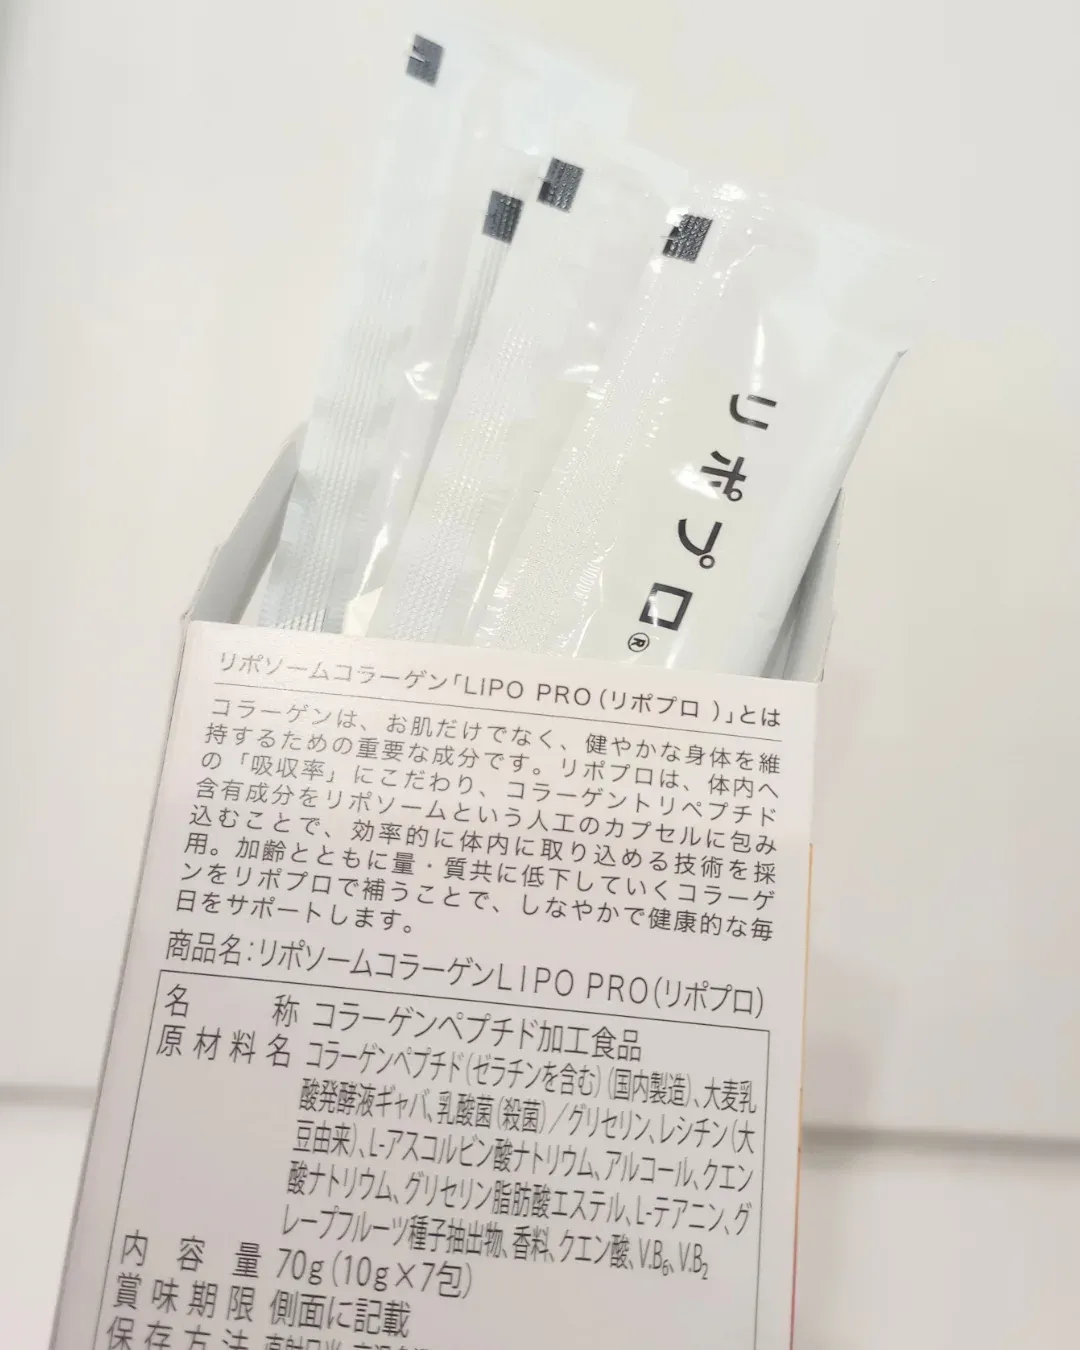 リポプロ®
リポソームコラーゲン「LIPO PRO(リポプロ )」とは
コラーゲンは、お肌だけでなく、健やかな身体を維
持するための重要な成分です。リポプロは、体内へ
の「吸収率」にこだわり、コラーゲントリペプチド
含有成分をリポソームという人工のカプセルに包み
込むことで、効率的に体内に取り込める技術を採
用。加齢とともに量・質共に低下していくコラーゲ
ンをリポプロで補うことで、しなやかで健康的な毎
日をサポートします。
商品名:リポソームコラーゲンLIPO PRO(リポプロ)
名称 コラーゲンペプチド加工食品
原材料名 コラーゲンペプチド(ゼラチンを含む)(国内製造)、大麦乳
酸発酵液ギャバ、乳酸菌(殺菌)/グリセリン、レシチン(大
豆由来)、L-アスコルビン酸ナトリウム、アルコール、クエン
酸ナトリウム、グリセリン脂肪酸エステル、L-テアニン、グ
レープフルーツ種子抽出物、香料、クエン酸、V.B₆、V.B₂
内容量 70g(10g×7包)
賞味期限 側面に記載
保存方法